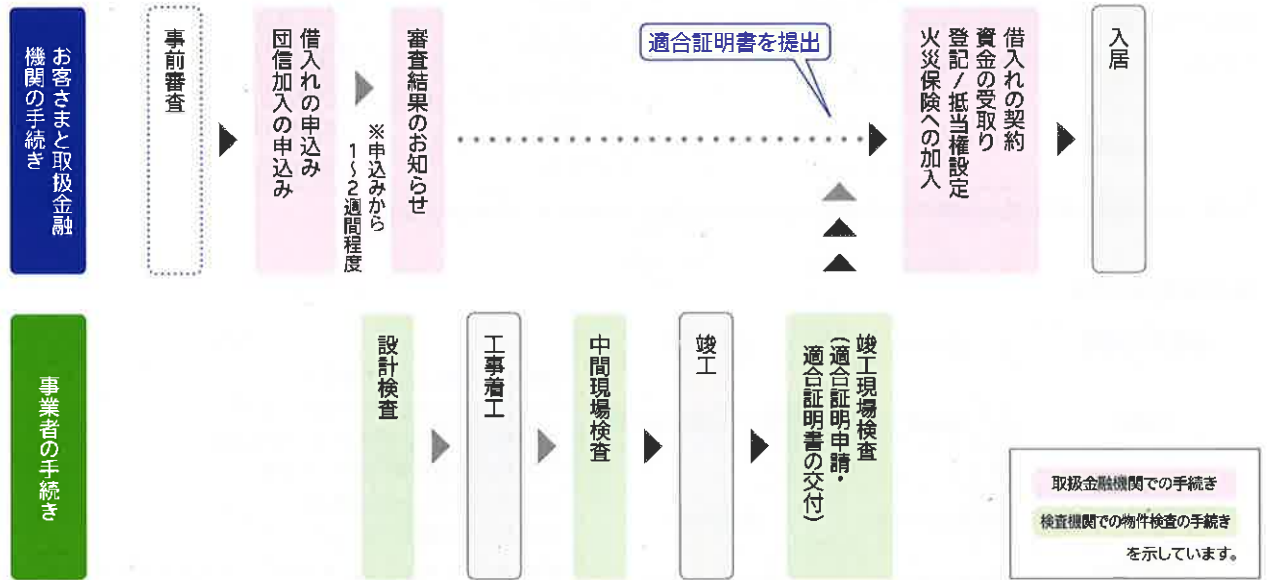 お客さまと取扱金融
機関の手続き
事前審査
借入れの申込み
団信加入の申込み
※申込みから
1～2週間程度
審査結果のお知らせ
適合証明書を提出
借入れの契約
資金の受取り
登記/抵当権設定
火災保険への加入
入居
事業者の手続き
設計検査
工事着工
中間現場検査
竣工
竣工現場検査
(適合証明申請・
適合証明書の交付)
取扱金融機関での手続き
検査機関での物件検査の手続き
を示しています。